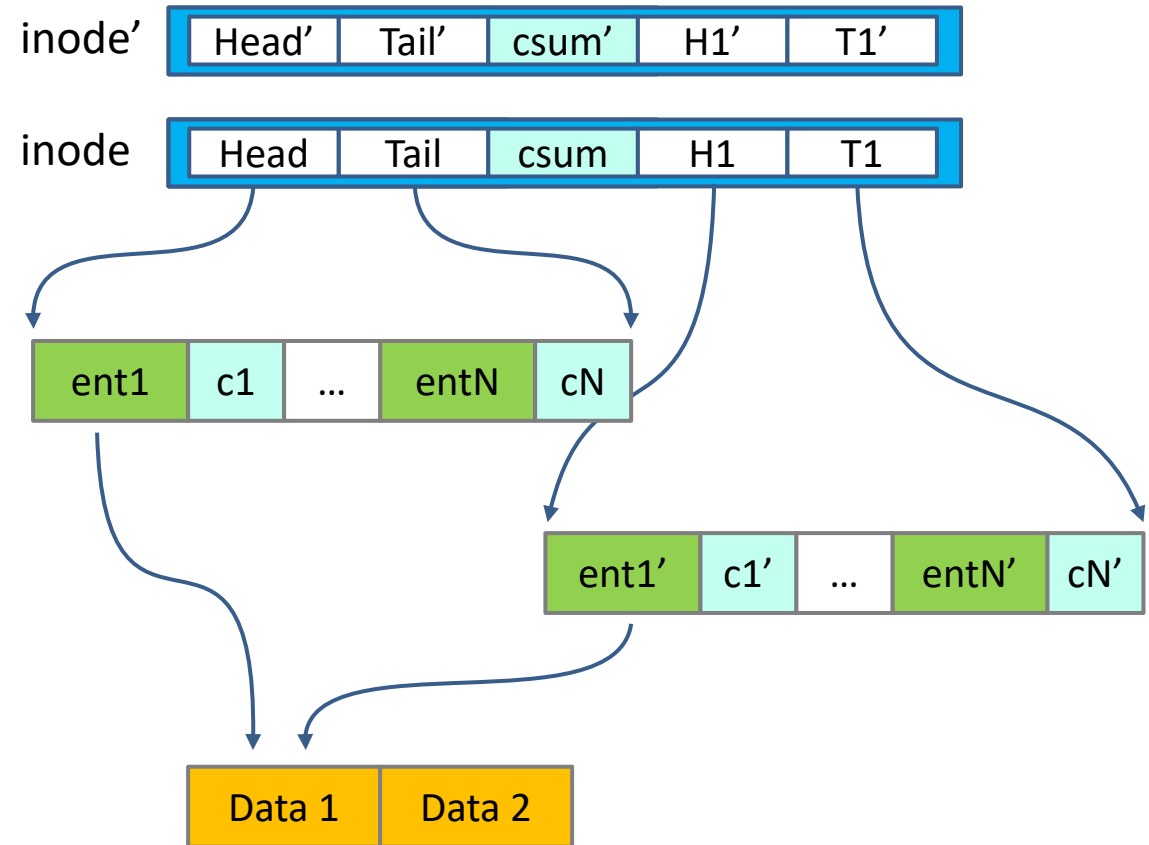 inode’ Head’ Tail’ csum’ H1’ T1’
inode Head Tail csum H1 T1
ent1 c1 … entN cN
ent1’ c1’ … entN’ cN’
Data 1 Data 2